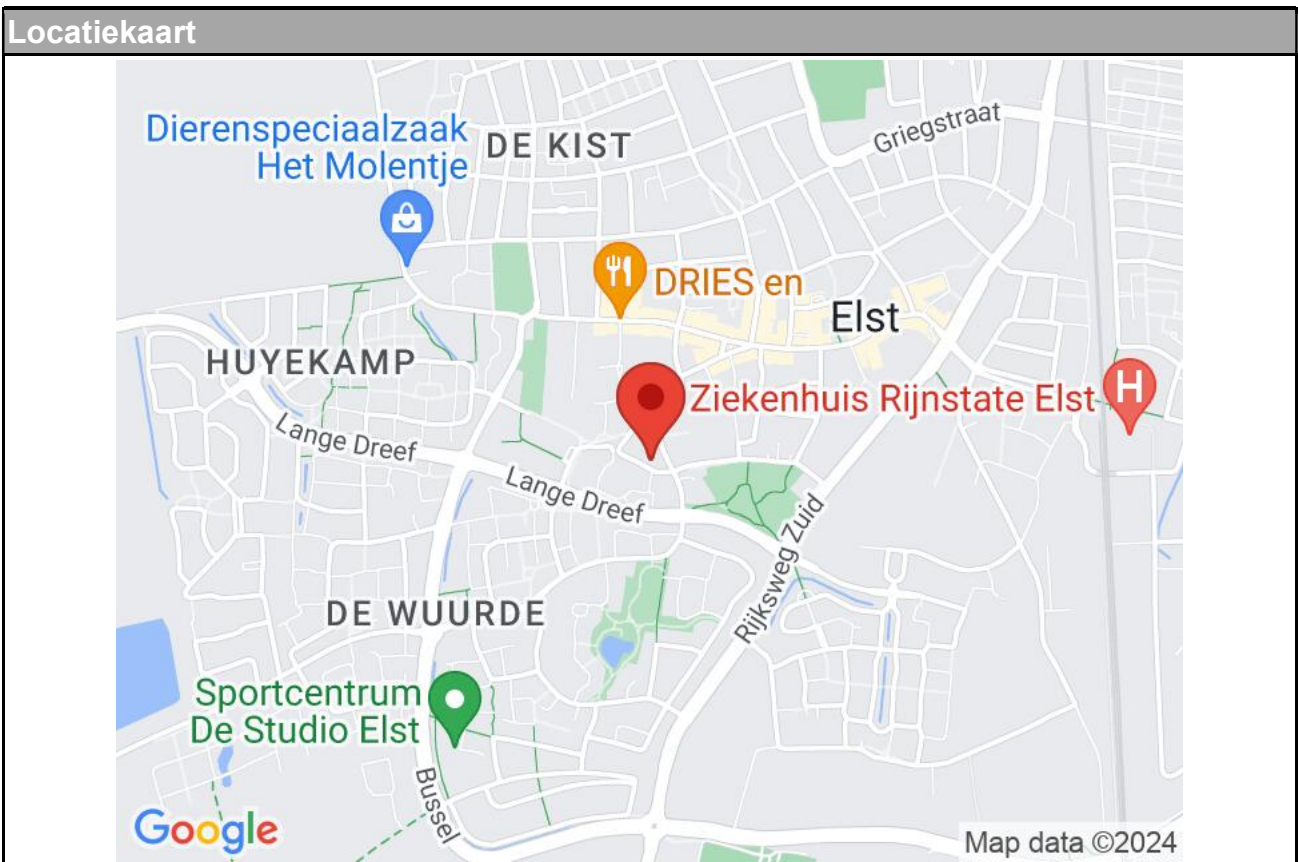 Locatiekaart
Griegstraat
Dierenspeciaalzaak
Het Molentje
DE KIST
DRIES en
Elst
HUYEKAMP
Ziekenhuis Rijnstate Elst
H
Lange Dreef
Lange Dreef
Rijksweg Zuid
DE WUURDE
Sportcentrum
De Studio Elst
Bussel
Google
Map data ©2024